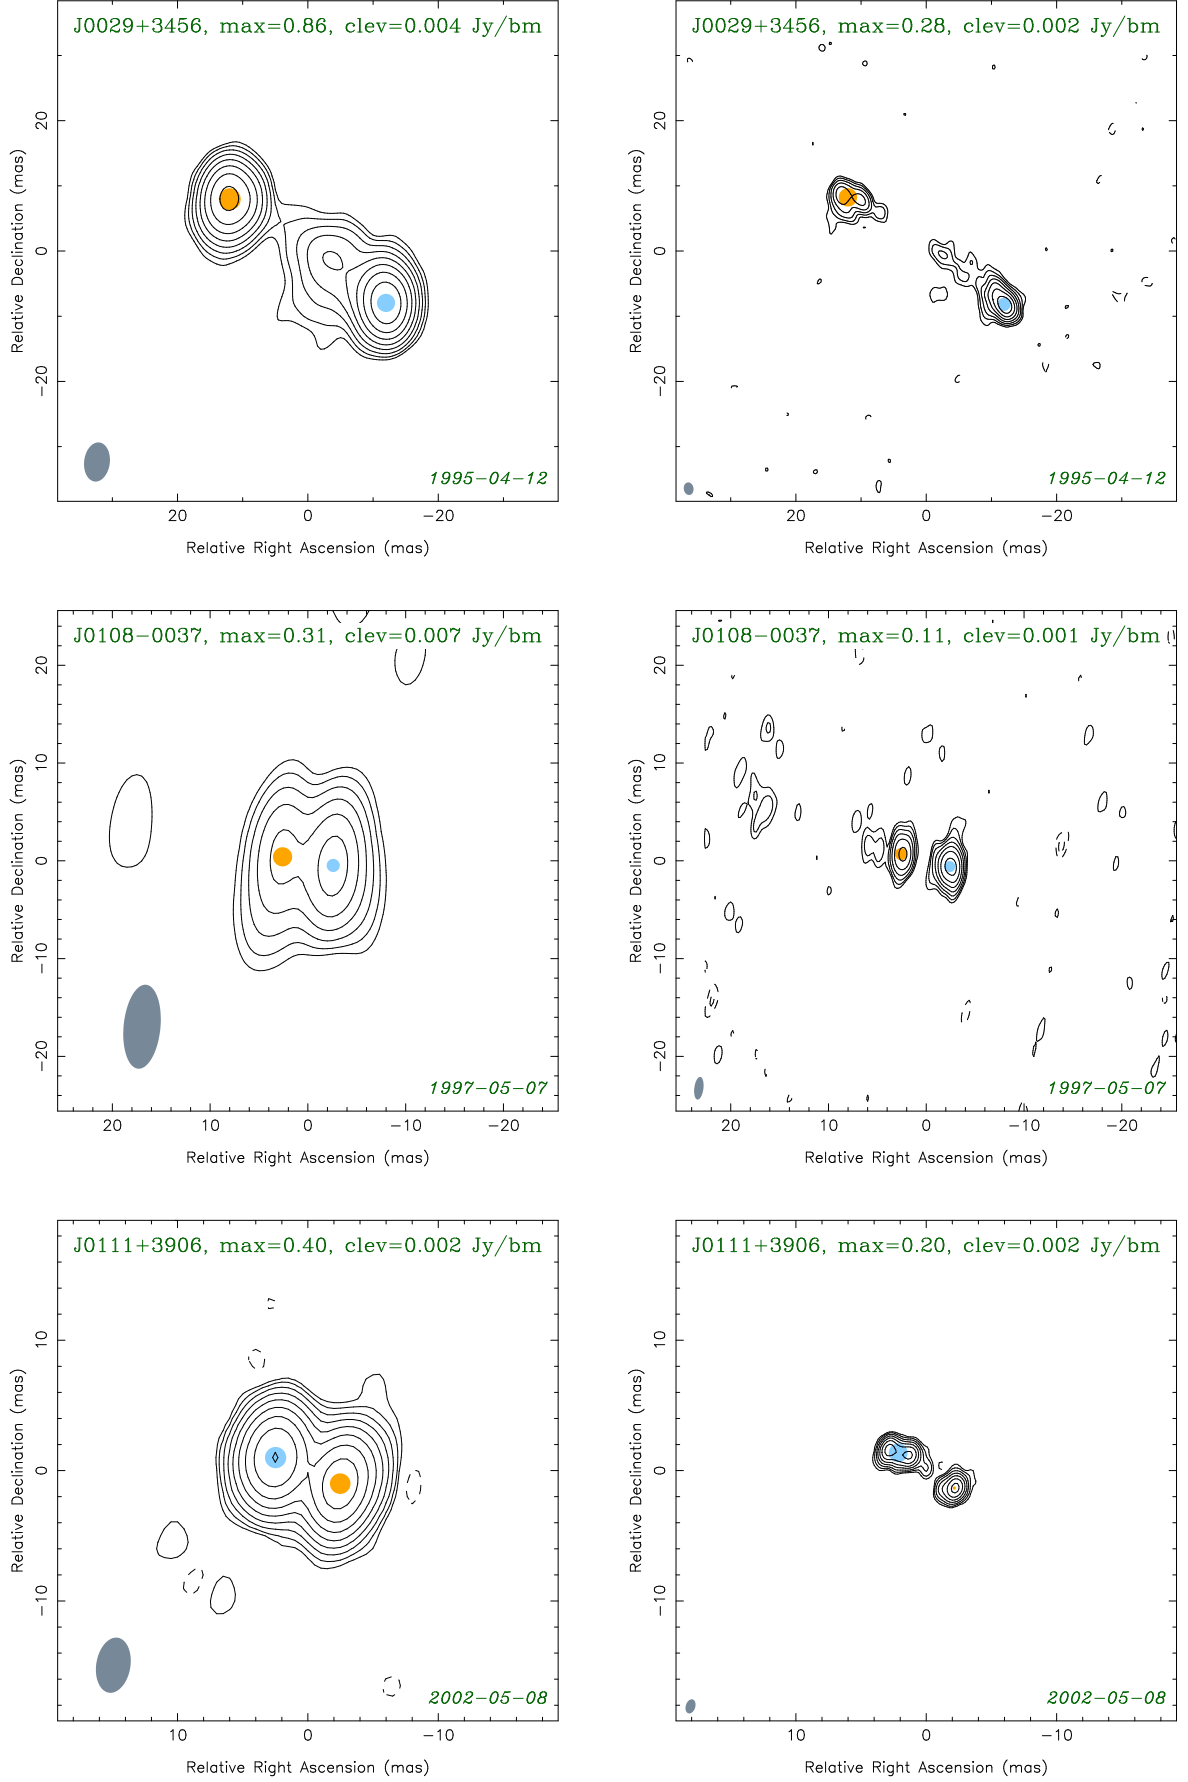 J0029+3456, max=0.86, clev=0.004 Jy/bm
Relative Declination (mas)
20
0
−20
1995−04−12
20
0
−20
Relative Right Ascension (mas)
J0029+3456, max=0.28, clev=0.002 Jy/bm
Relative Declination (mas)
20
0
−20
1995−04−12
20
0
−20
Relative Right Ascension (mas)
J0108−0037, max=0.31, clev=0.007 Jy/bm
Relative Declination (mas)
20
10
0
−10
−20
1997−05−07
20
10
0
−10
−20
Relative Right Ascension (mas)
J0108−0037, max=0.11, clev=0.001 Jy/bm
Relative Declination (mas)
20
10
0
−10
−20
1997−05−07
20
10
0
−10
−20
Relative Right Ascension (mas)
J0111+3906, max=0.40, clev=0.002 Jy/bm
Relative Declination (mas)
10
0
−10
2002−05−08
10
0
−10
Relative Right Ascension (mas)
J0111+3906, max=0.20, clev=0.002 Jy/bm
Relative Declination (mas)
10
0
−10
2002−05−08
10
0
−10
Relative Right Ascension (mas)